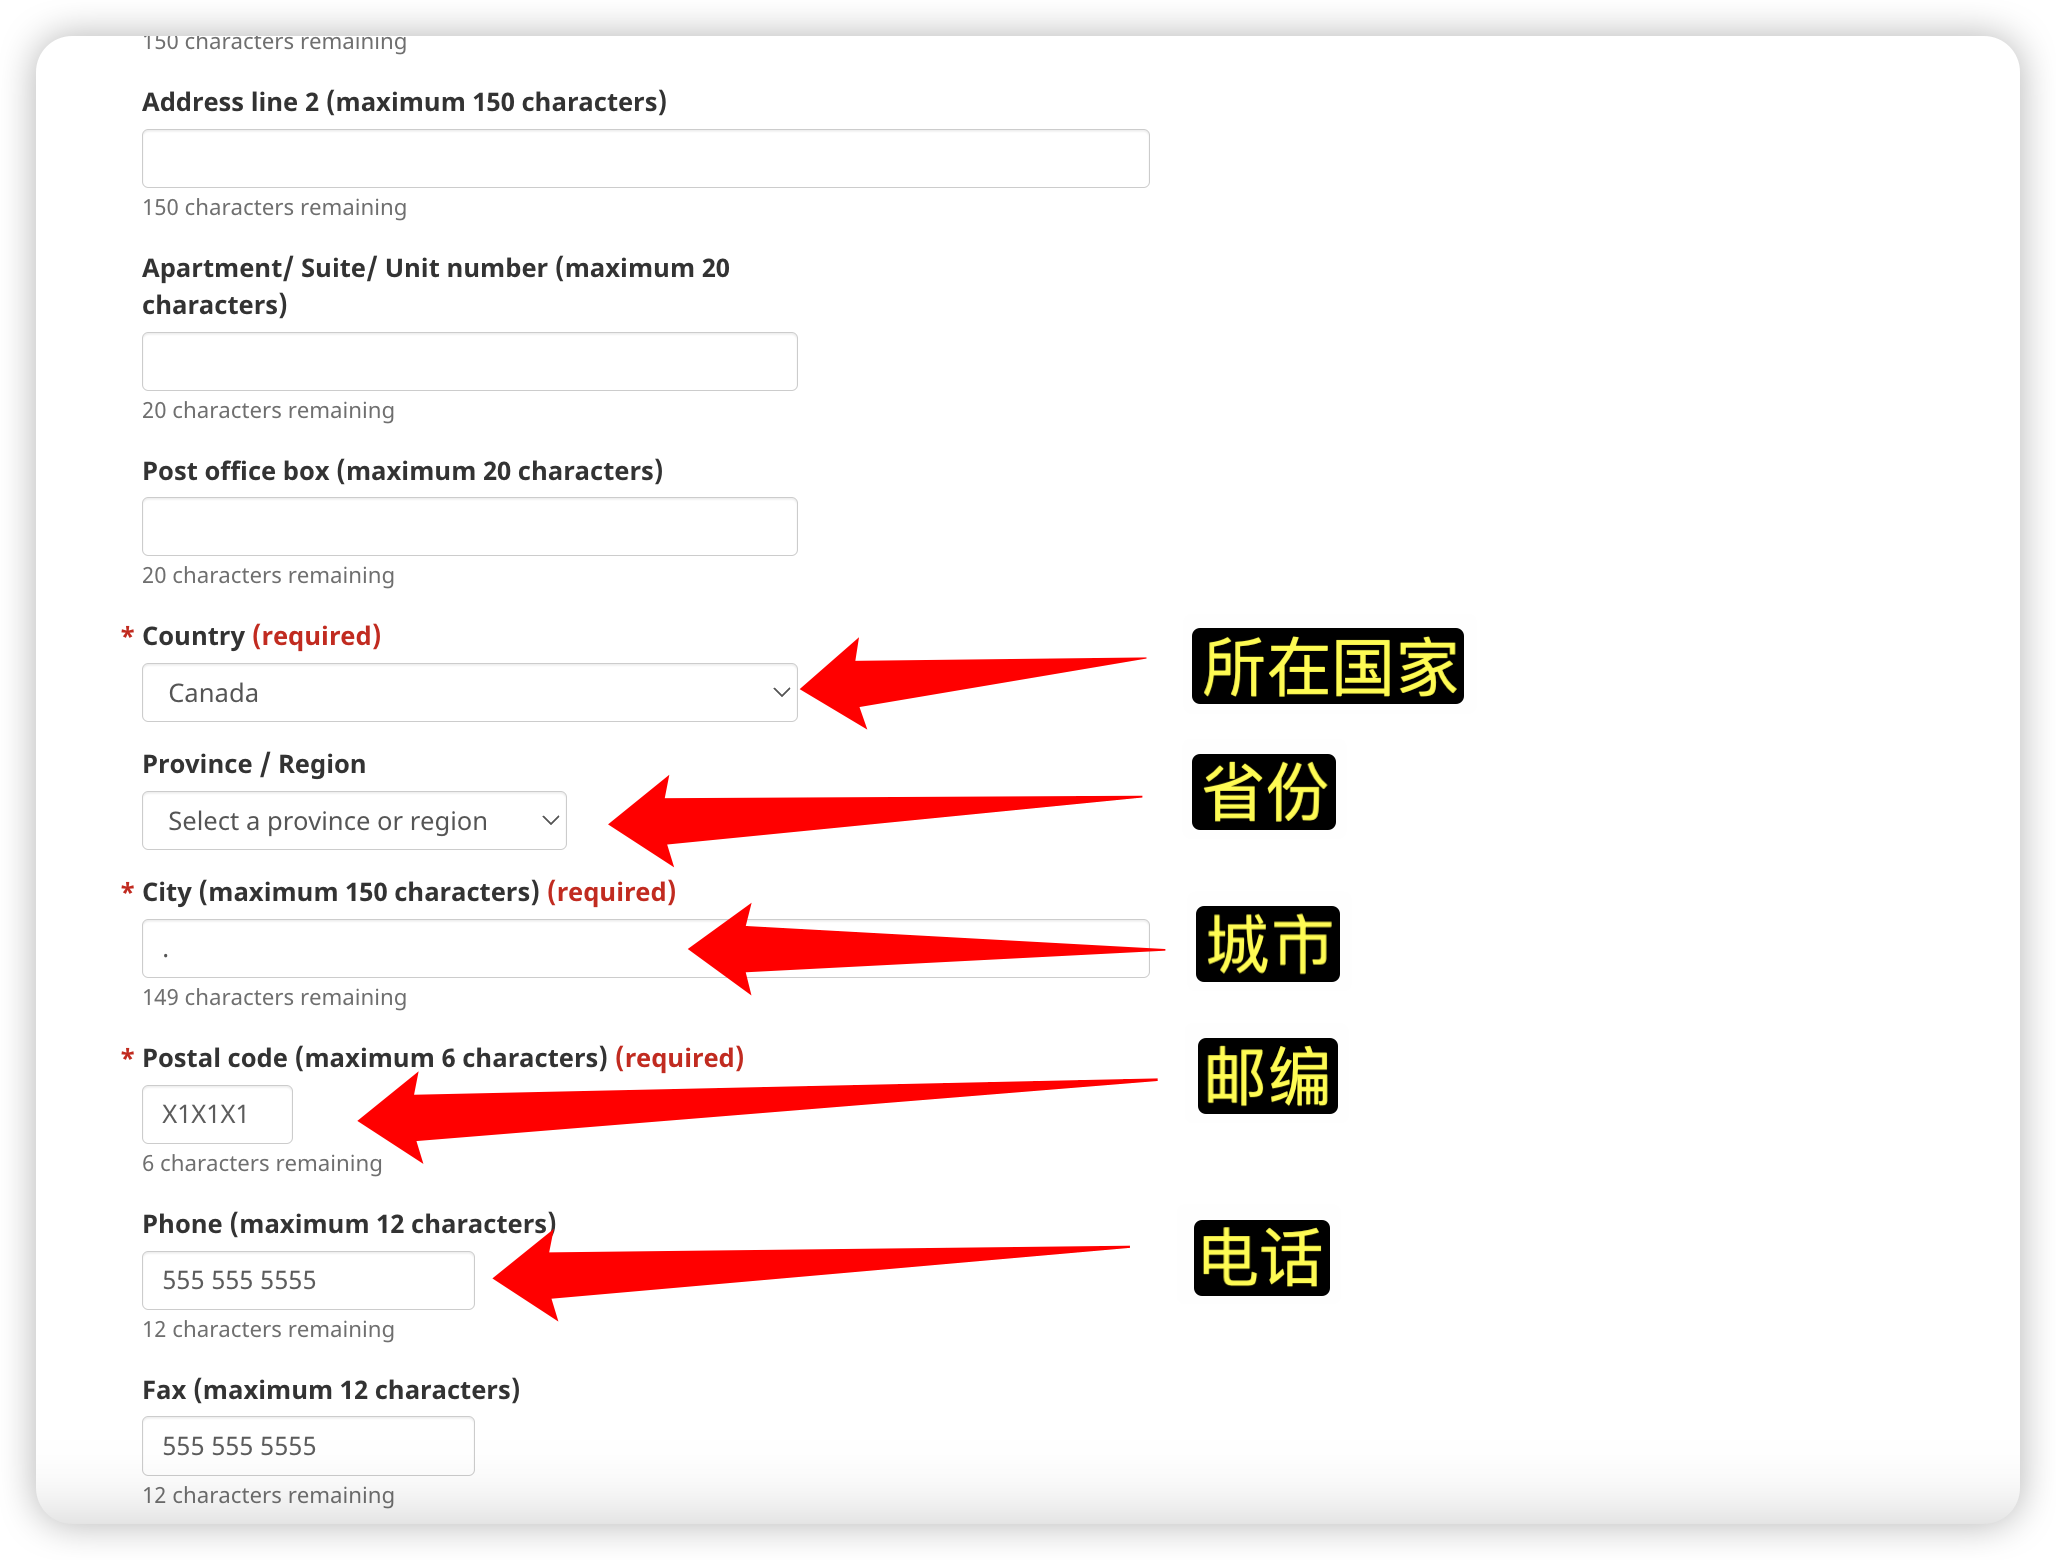 150 characters remaining
Address line 2 (maximum 150 characters)
150 characters remaining
Apartment/ Suite/ Unit number (maximum 20
characters)
20 characters remaining
Post office box (maximum 20 characters)
20 characters remaining
* Country (required)
Canada
所在国家
Province / Region
Select a province or region
省份
* City (maximum 150 characters) (required)
.
城市
149 characters remaining
* Postal code (maximum 6 characters) (required)
X1X1X1
邮编
6 characters remaining
Phone (maximum 12 characters)
555 555 5555
电话
12 characters remaining
Fax (maximum 12 characters)
555 555 5555
12 characters remaining